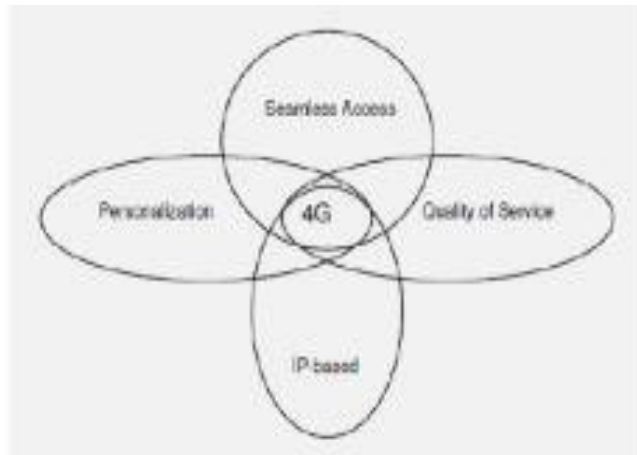 Seamless Access
Personalization
4G
Quality of Service
IP-based